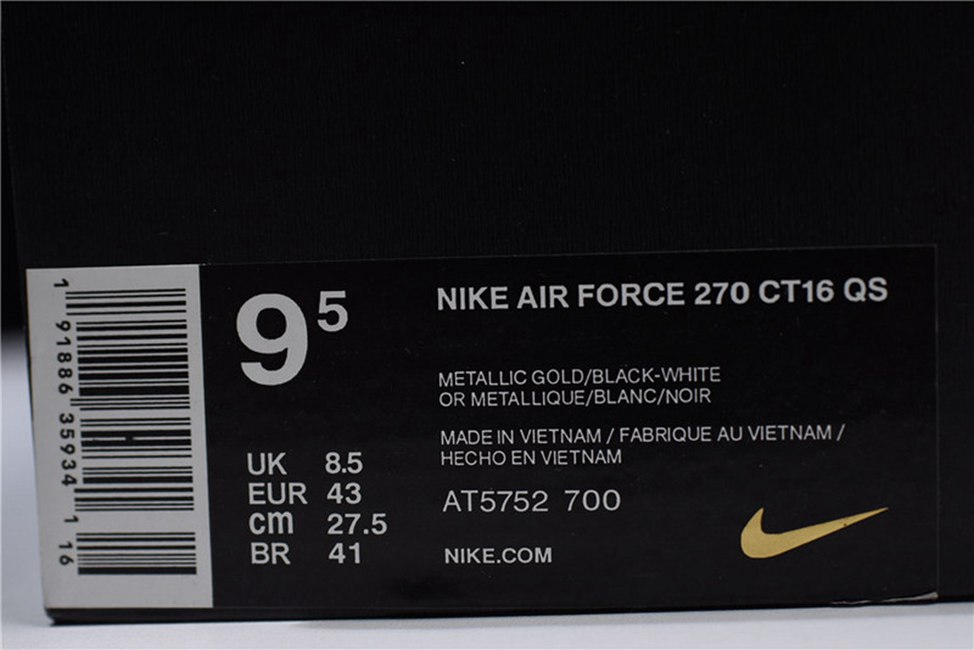 1 91886 35934 1 16
9 5
NIKE AIR FORCE 270 CT16 QS
METALLIC GOLD/BLACK-WHITE
OR METALLIQUE/BLANC/NOIR
MADE IN VIETNAM / FABRIQUE AU VIETNAM /
HECHO EN VIETNAM
UK 8.5
EUR 43
cm 27.5
BR 41
AT5752 700
NIKE.COM